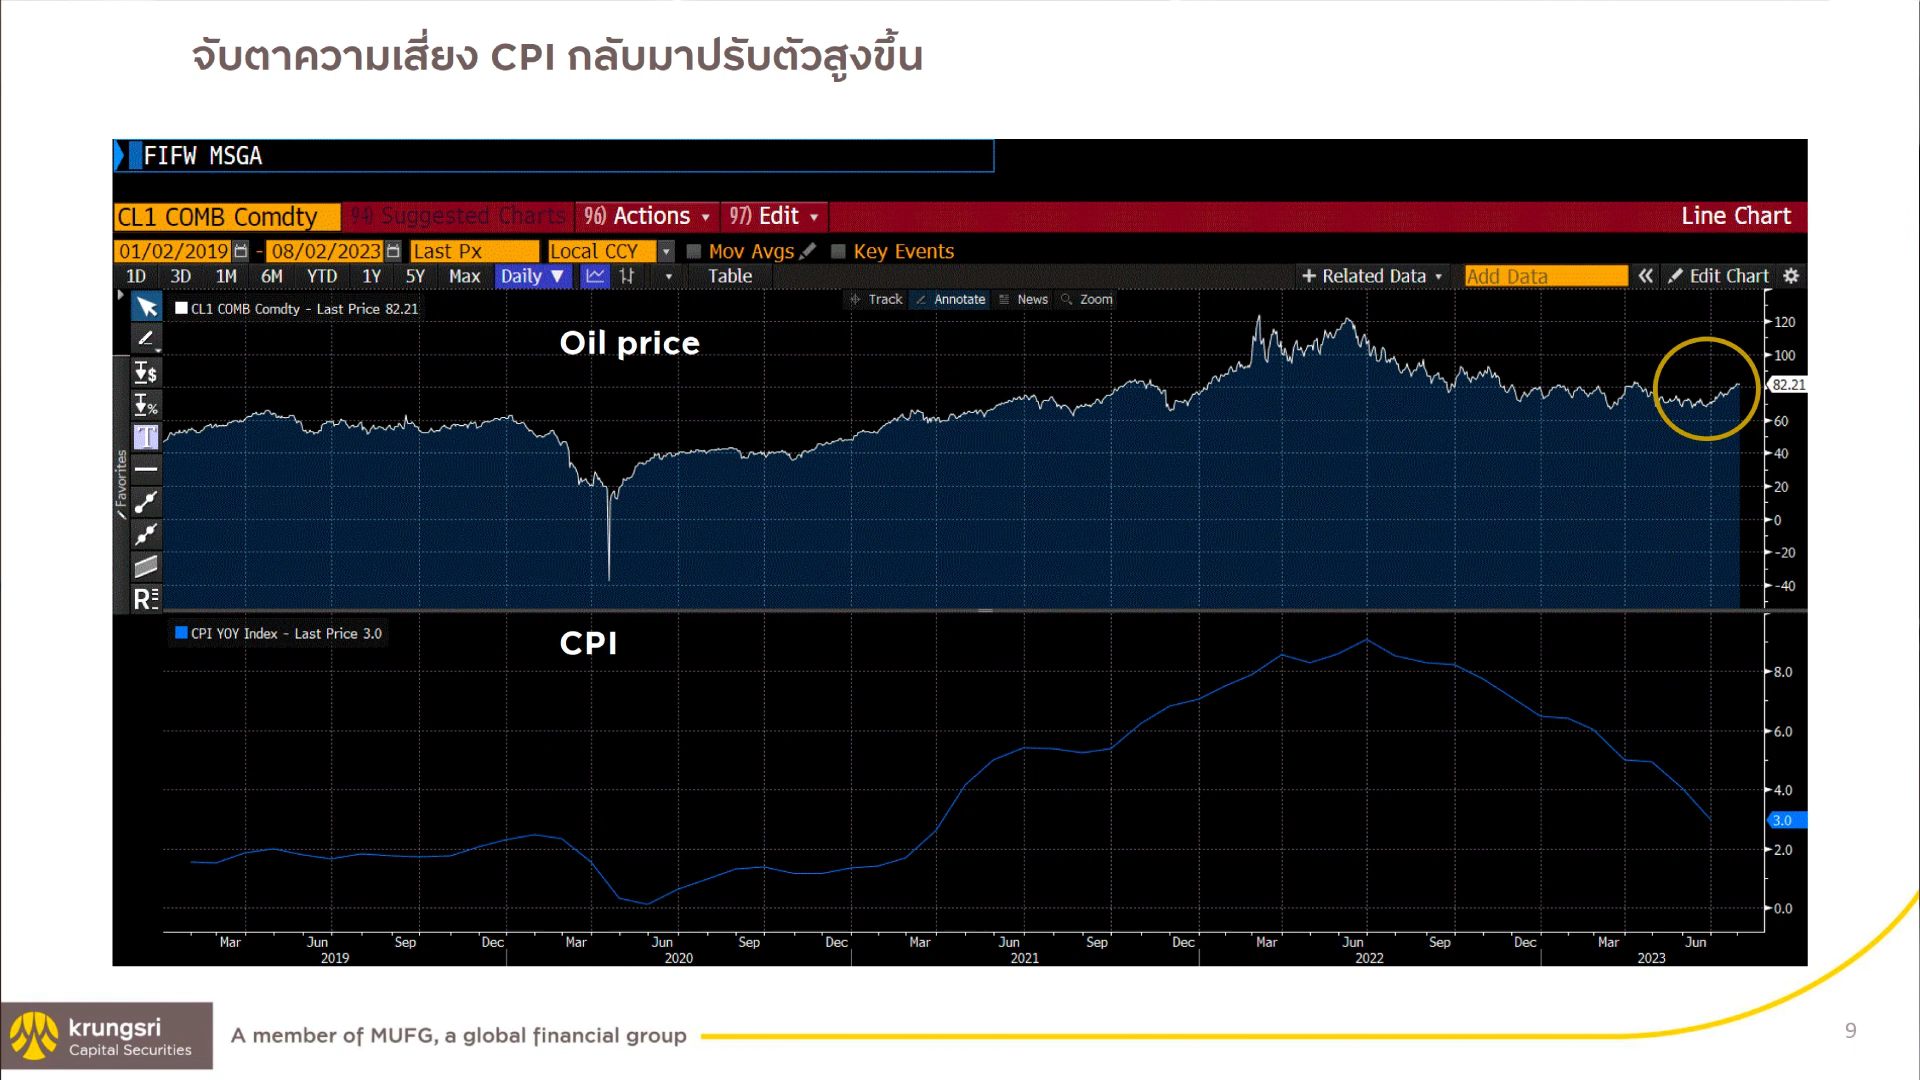 จับตาความเสี่ยง CPI กลับมาปรับตัวสูงขึ้น
FIFW MSGA
CL1 COMB Comdty 94) Suggested Charts 96) Actions 97) Edit Line Chart
01/02/2019 - 08/02/2023 Last Px Local CCY Mov Avgs Key Events
1D 3D 1M 6M YTD 1Y 5Y Max Daily ▼ Table + Related Data Add Data « Edit Chart
Track Annotate News Zoom
CL1 COMB Comdty - Last Price 82.21
Oil price
120
100
82.21
60
40
20
0
-20
-40
$
%
T
R
Favorites
CPI YOY Index - Last Price 3.0
CPI
8.0
6.0
4.0
3.0
2.0
0.0
Mar Jun Sep Dec Mar Jun Sep Dec Mar Jun Sep Dec Mar Jun Sep Dec Mar Jun
2019 2020 2021 2022 2023
krungsri
Capital Securities
A member of MUFG, a global financial group
9